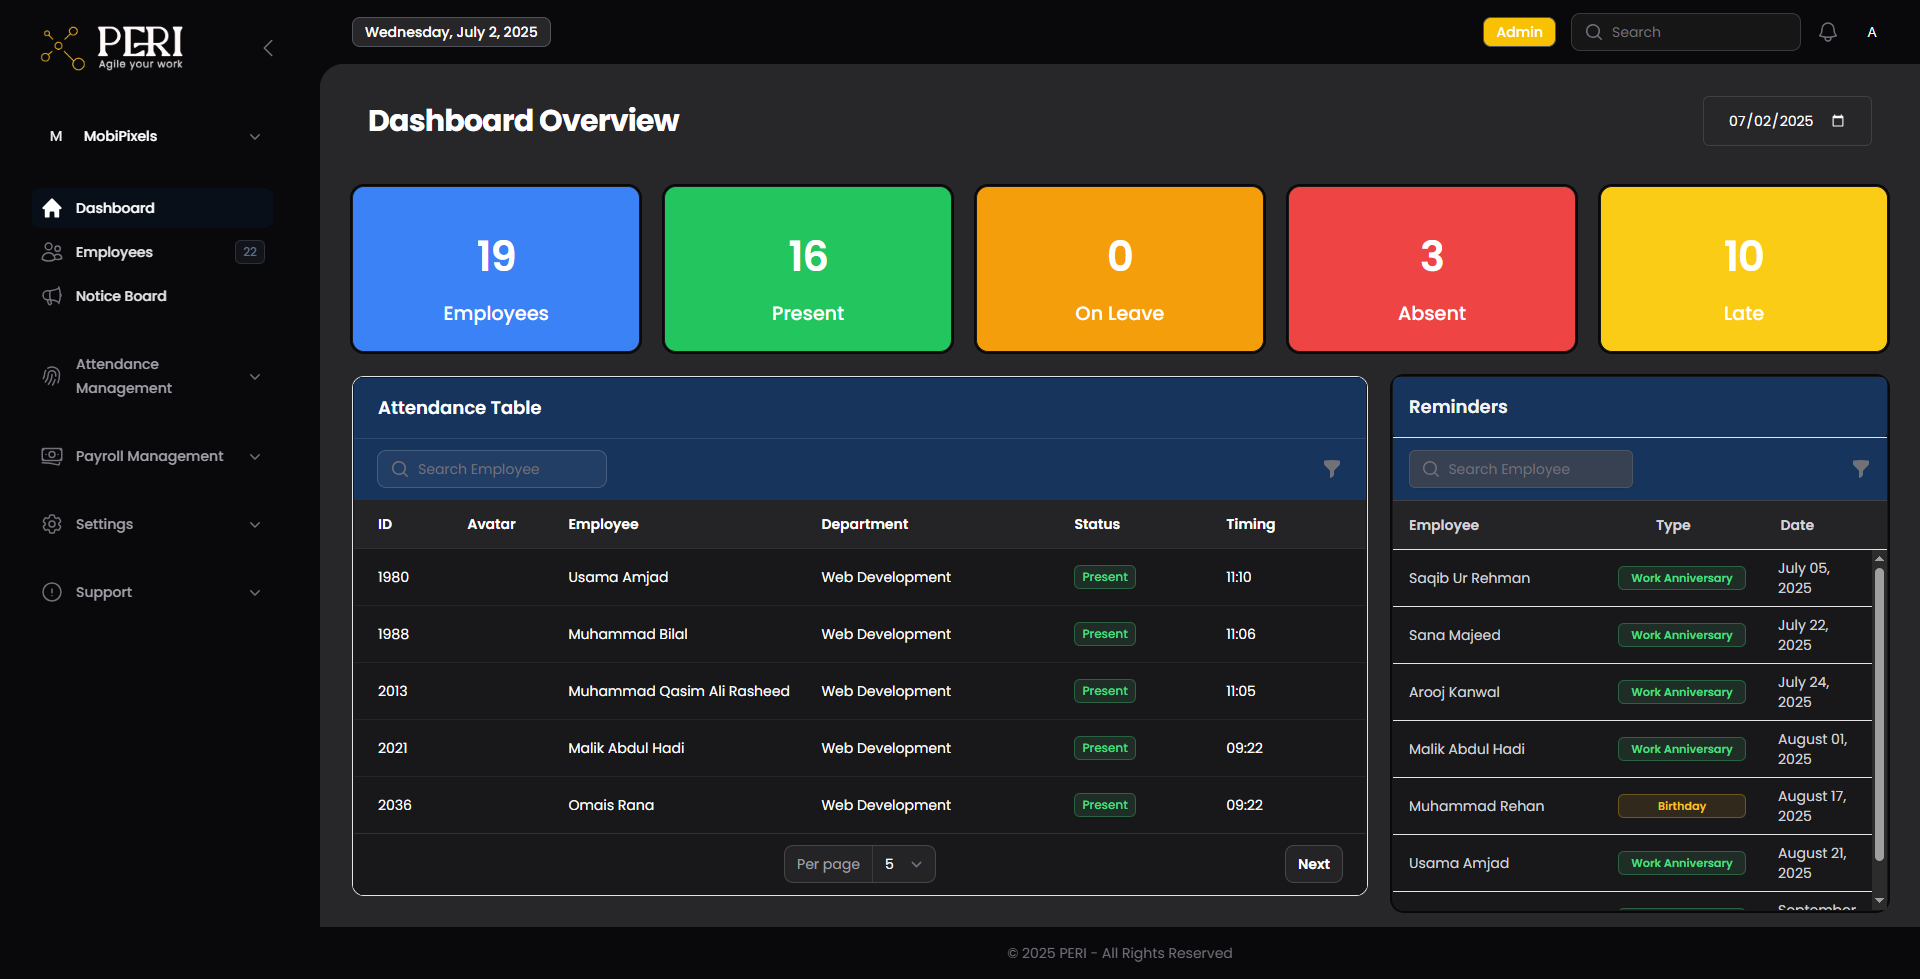 PERI
Agile your work
M MobiPixels
Dashboard
Employees 22
Notice Board
Attendance
Management
Payroll Management
Settings
Support
Wednesday, July 2, 2025
Admin
Search
A
Dashboard Overview
07/02/2025
19
Employees
16
Present
0
On Leave
3
Absent
10
Late
Attendance Table
Search Employee
ID Avatar Employee Department Status Timing
1980 Usama Amjad Web Development Present 11:10
1988 Muhammad Bilal Web Development Present 11:06
2013 Muhammad Qasim Ali Rasheed Web Development Present 11:05
2021 Malik Abdul Hadi Web Development Present 09:22
2036 Omais Rana Web Development Present 09:22
Per page 5
Next
Reminders
Search Employee
Employee Type Date
Saqib Ur Rehman Work Anniversary July 05,
2025
Sana Majeed Work Anniversary July 22,
2025
Arooj Kanwal Work Anniversary July 24,
2025
Malik Abdul Hadi Work Anniversary August 01,
2025
Muhammad Rehan Birthday August 17,
2025
Usama Amjad Work Anniversary August 21,
2025
September
© 2025 PERI - All Rights Reserved